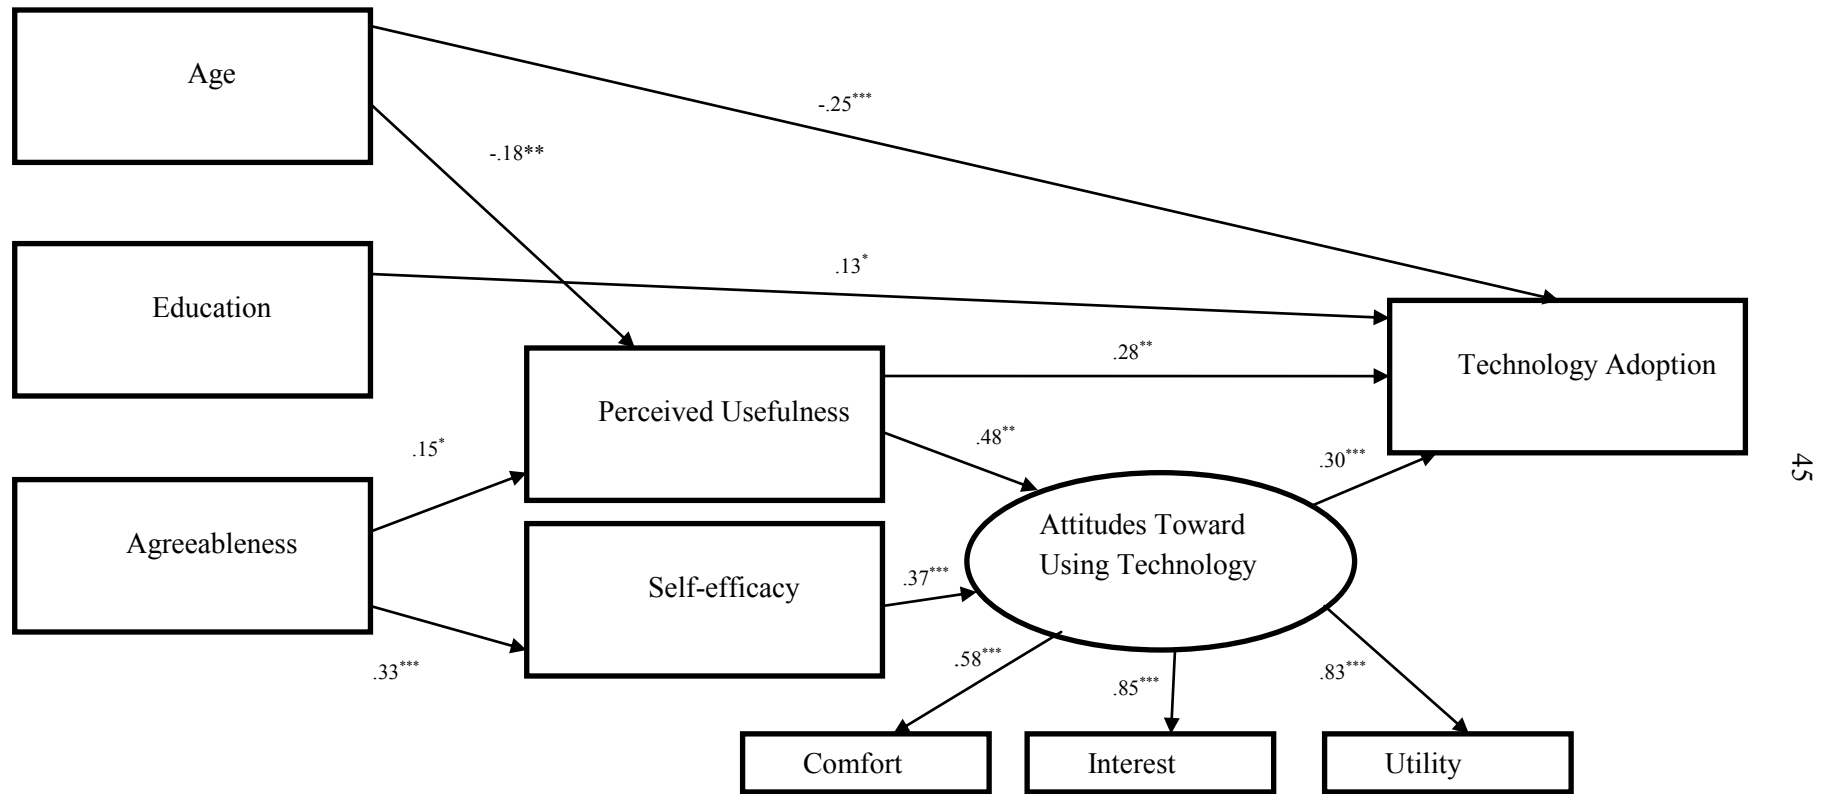 Age
-.25***
-.18**
Education
.13*
.28**
Technology Adoption
Perceived Usefulness
.48**
.15*
.30***
45
Agreeableness
Attitudes Toward
Using Technology
Self-efficacy
.37***
.33***
.58***
.85***
.83***
Comfort
Interest
Utility